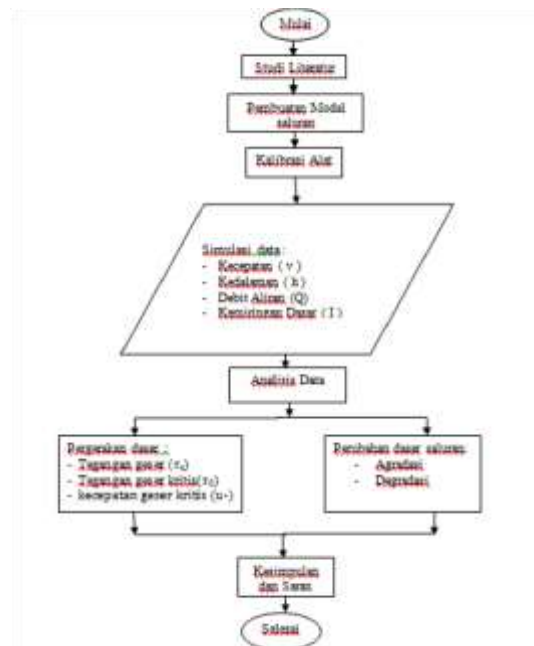 Mulai
Studi Literatur
Pembuatan Model
saluran
Kalibrasi Alat
Simulasi data :
- Kecepatan ( v )
- Kedalaman ( h )
- Debit Aliran (Q)
- Kemiringan Dasar ( I )
Analisis Data
Pergerakan dasar :
- Tegangan geser (τₒ)
- Tegangan geser kritis(τ₀)
- kecepatan geser kritis (u-)
Perubahan dasar saluran
- Agradasi
- Degradasi
Kesimpulan
dan Saran
Selesai